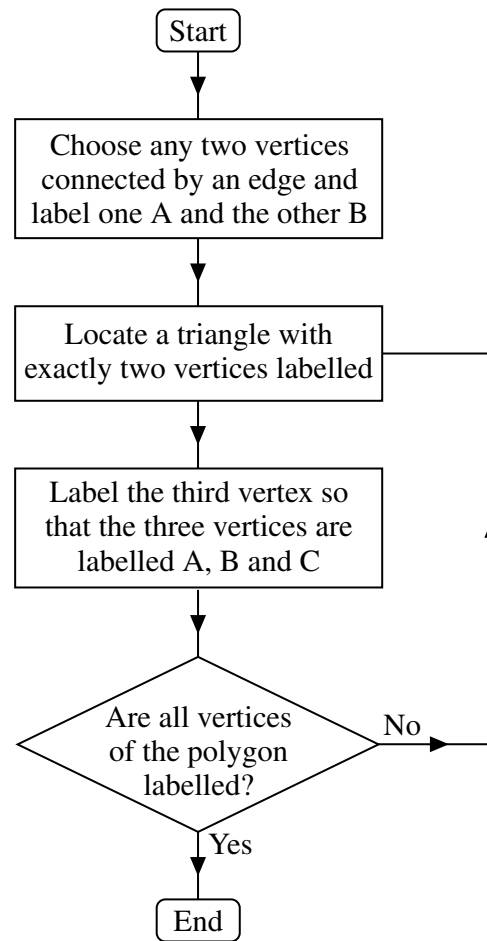 Start
Choose any two vertices
connected by an edge and
label one A and the other B
Locate a triangle with
exactly two vertices labelled
Label the third vertex so
that the three vertices are
labelled A, B and C
Are all vertices
of the polygon
labelled?
No
Yes
End